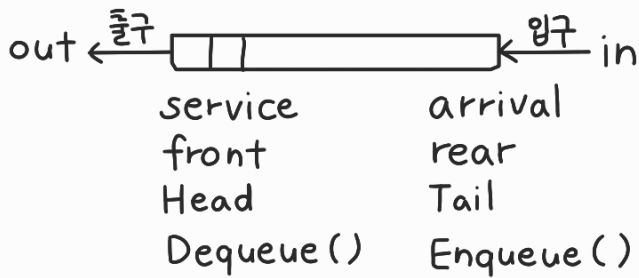 out 출구 입구 in
service arrival
front rear
Head Tail
Dequeue() Enqueue()